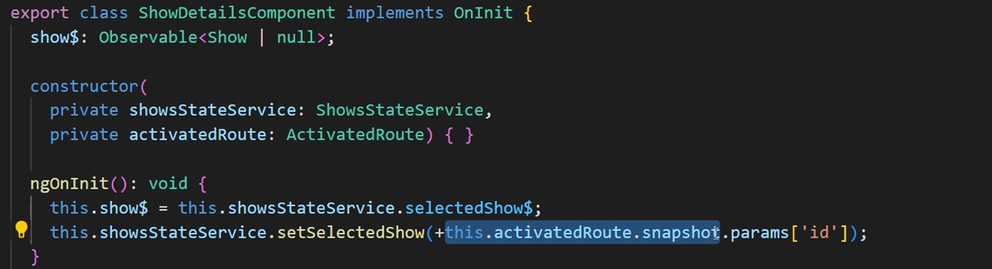 export class ShowDetailsComponent implements OnInit {
show$: Observable<Show | null>;
constructor(
private showsStateService: ShowsStateService,
private activatedRoute: ActivatedRoute) { }
ngOnInit(): void {
this.show$ = this.showsStateService.selectedShow$;
this.showsStateService.setSelectedShow(+this.activatedRoute.snapshot.params['id']);
}